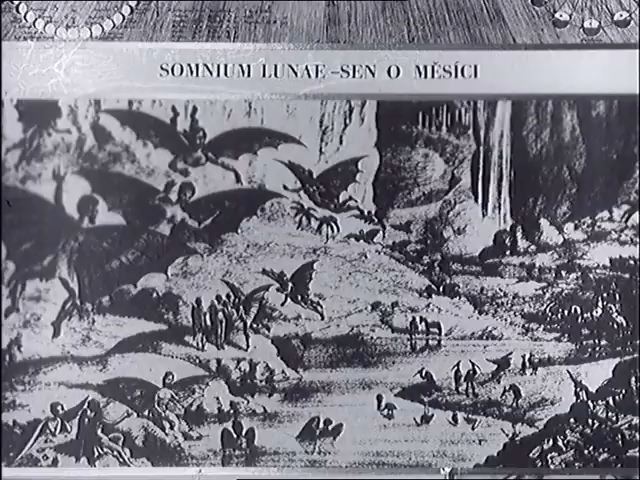 SOMNIUM LUNAE – SEN O MĚSÍCI